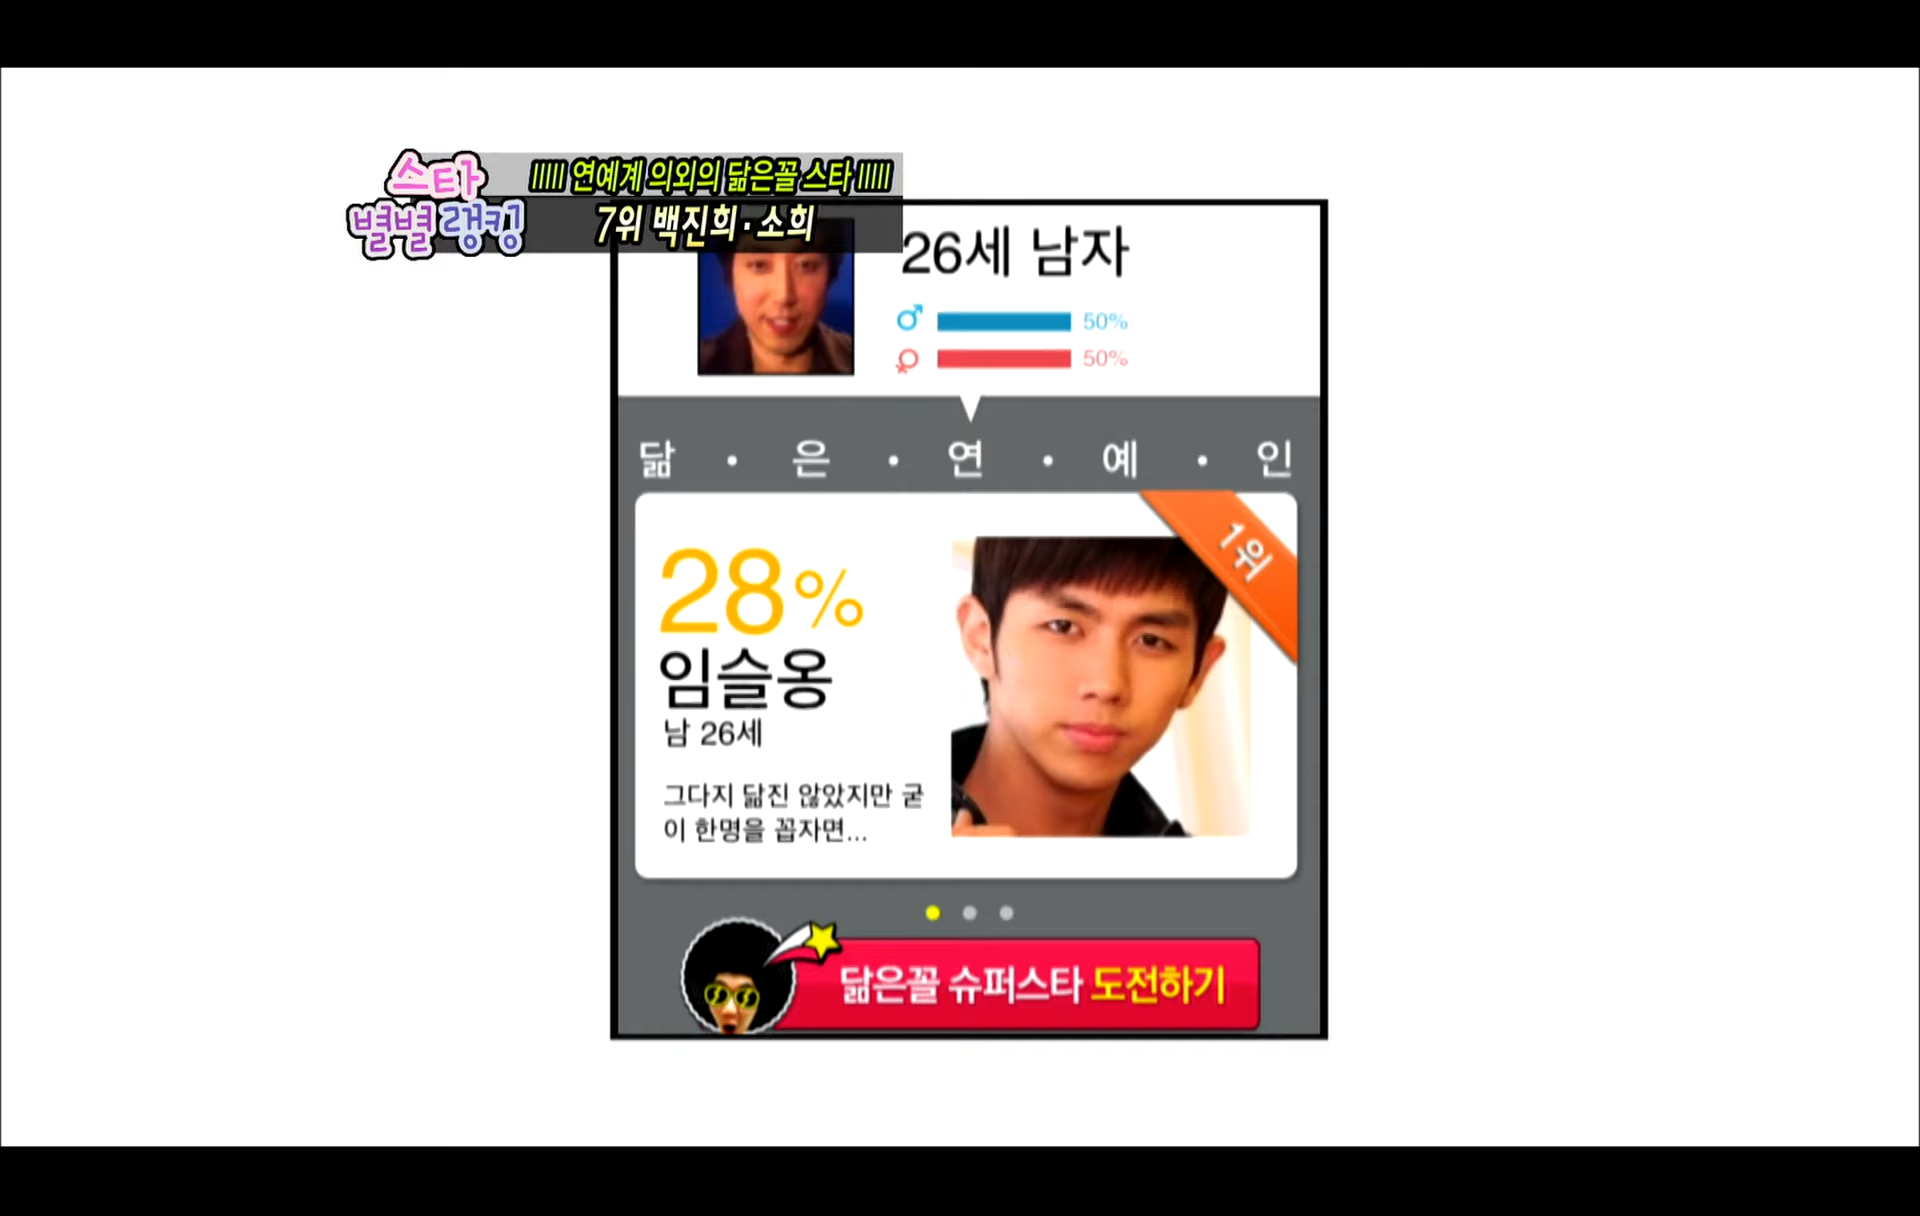 스타
별별 랭킹
연예계 의외의 닮은꼴 스타
7위 백진희·소희
26세 남자
50%
50%
닮·은·연·예·인
1위
28%
임슬옹
남 26세
그다지 닮진 않았지만 굳
이 한명을 꼽자면...
닮은꼴 슈퍼스타 도전하기